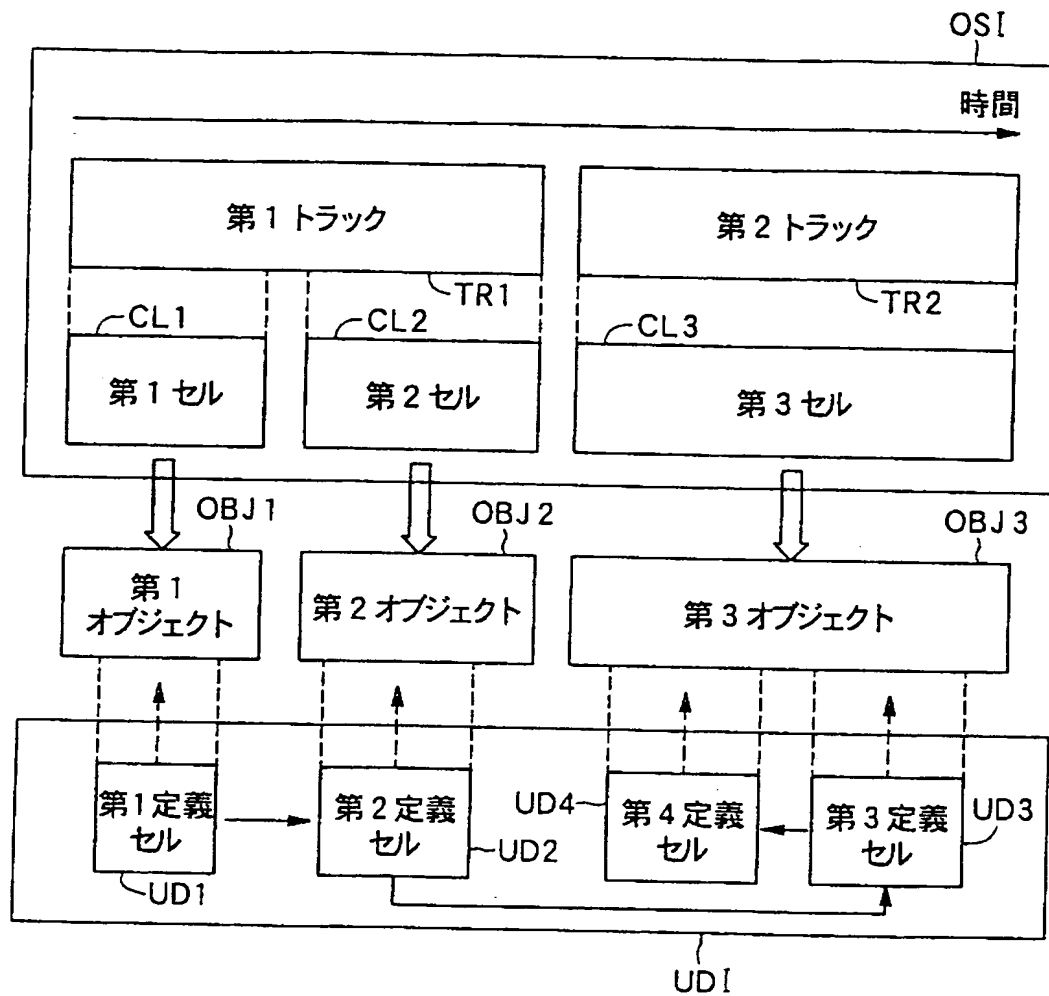 OSI
時間
第1トラック
第2トラック
TR1
TR2
CL1
CL2
CL3
第1セル
第2セル
第3セル
OBJ1
OBJ2
OBJ3
第1
オブジェクト
第2オブジェクト
第3オブジェクト
第1定義
セル
第2定義
セル
UD4
第4定義
セル
第3定義
セル
UD3
UD1
UD2
UDI